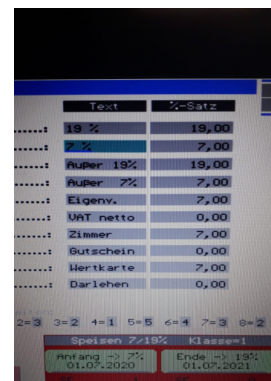 Text %-Satz
.....: 19 % 19,00
.....: 7 % 7,00
.....: Außer 19% 19,00
.....: Außer 7% 7,00
.....: Eigenv. 7,00
.....: VAT netto 0,00
.....: Zimmer 7,00
.....: Gutschein 0,00
.....: Wertkarte 7,00
.....: Darlehen 0,00
2=3 3=2 4=1 5=5 6=4 7=3 8=2
Speisen 7/19% Klasse=1
Anfang -> 7% Ende -> 19%
01.07.2020 01.07.2021